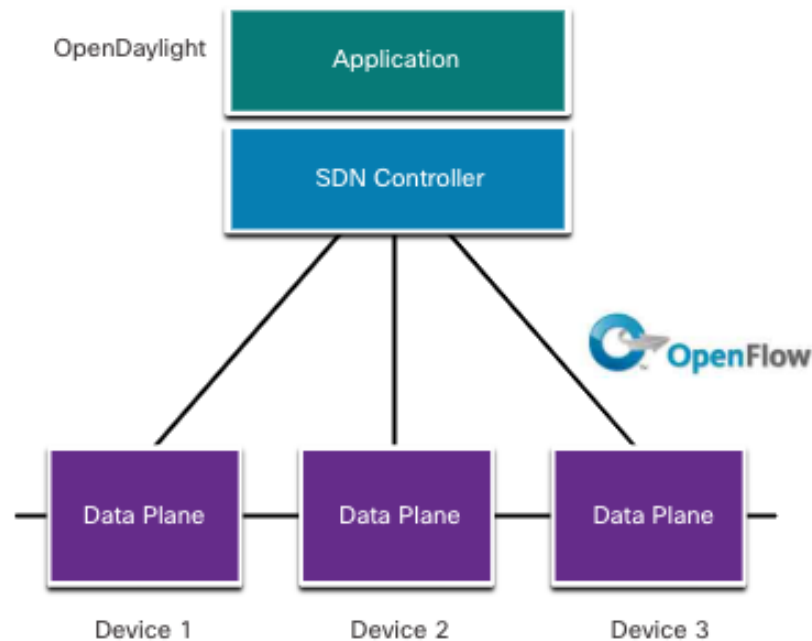 OpenDaylight
Application
SDN Controller
OpenFlow
Data Plane
Data Plane
Data Plane
Device 1
Device 2
Device 3